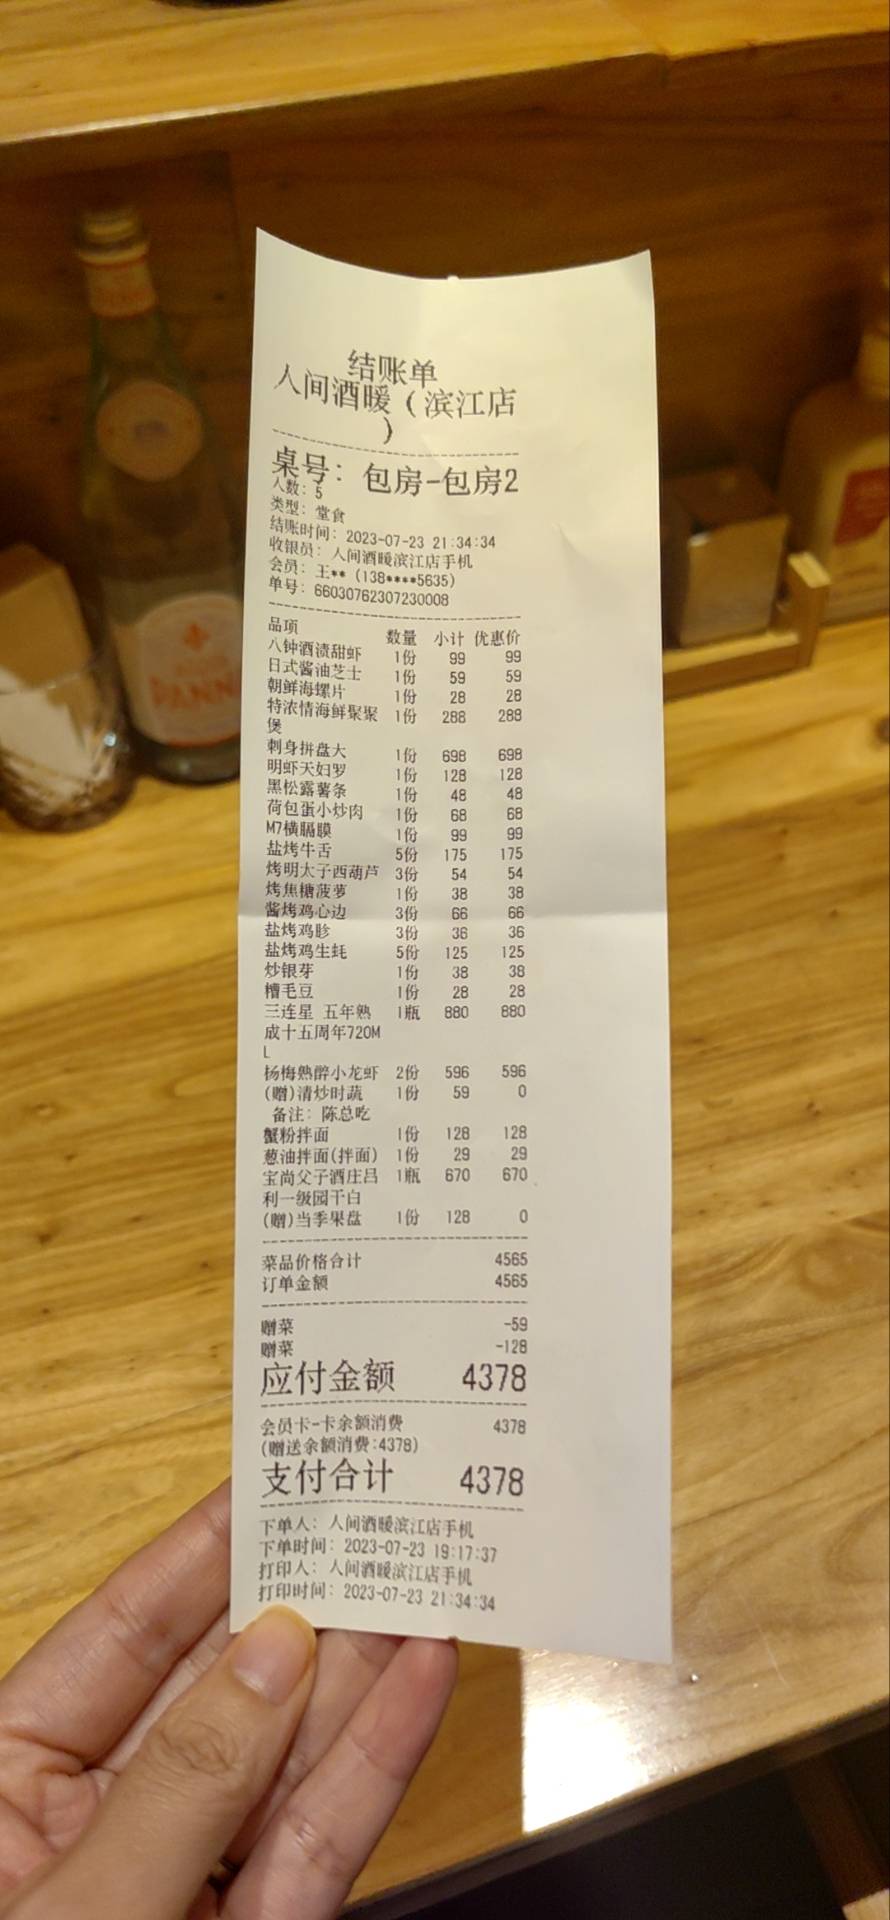 结账单
人间酒暖（滨江店
）
桌号: 包房-包房2
人数: 5
类型: 堂食
结账时间: 2023-07-23 21:34:34
收银员: 人间酒暖滨江店手机
会员: 王** (138****5635)
单号: 66030762307230008
品项 数量 小计 优惠价
八钟酒渍甜虾 1份 99 99
日式酱油芝士 1份 59 59
朝鲜海螺片 1份 28 28
特浓情海鲜聚聚 1份 288 288
煲
刺身拼盘大 1份 698 698
明虾天妇罗 1份 128 128
黑松露薯条 1份 48 48
荷包蛋小炒肉 1份 68 68
M7横膈膜 1份 99 99
盐烤牛舌 5份 175 175
烤明太子西葫芦 3份 54 54
烤焦糖菠萝 1份 38 38
酱烤鸡心边 3份 66 66
盐烤鸡胗 3份 36 36
盐烤鸡生蚝 5份 125 125
炒银芽 1份 38 38
糟毛豆 1份 28 28
三连星 五年熟 1瓶 880 880
成十五周年720M
L
杨梅熟醉小龙虾 2份 596 596
(赠)清炒时蔬 1份 59 0
备注: 陈总吃
蟹粉拌面 1份 128 128
葱油拌面(拌面) 1份 29 29
宝尚父子酒庄吕 1瓶 670 670
利一级园干白
(赠)当季果盘 1份 128 0
菜品价格合计 4565
订单金额 4565
赠菜 -59
赠菜 -128
应付金额 4378
会员卡-卡余额消费 4378
(赠送余额消费:4378)
支付合计 4378
下单人: 人间酒暖滨江店手机
下单时间: 2023-07-23 19:17:37
打印人: 人间酒暖滨江店手机
打印时间: 2023-07-23 21:34:34
PANN